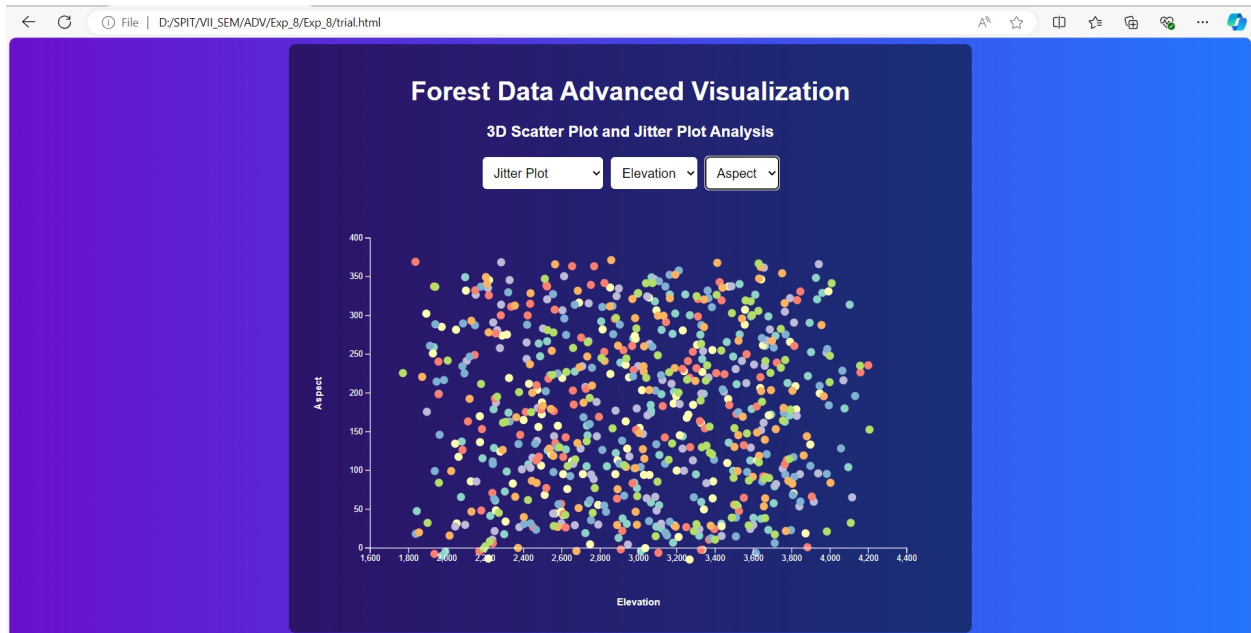 File | D:/SPIT/VII_SEM/ADV/Exp_8/Exp_8/trial.html
Forest Data Advanced Visualization
3D Scatter Plot and Jitter Plot Analysis
Jitter Plot Elevation Aspect
400
350
300
250
200
150
100
50
0
Aspect
1,600 1,800 2,000 2,200 2,400 2,600 2,800 3,000 3,200 3,400 3,600 3,800 4,000 4,200 4,400
Elevation